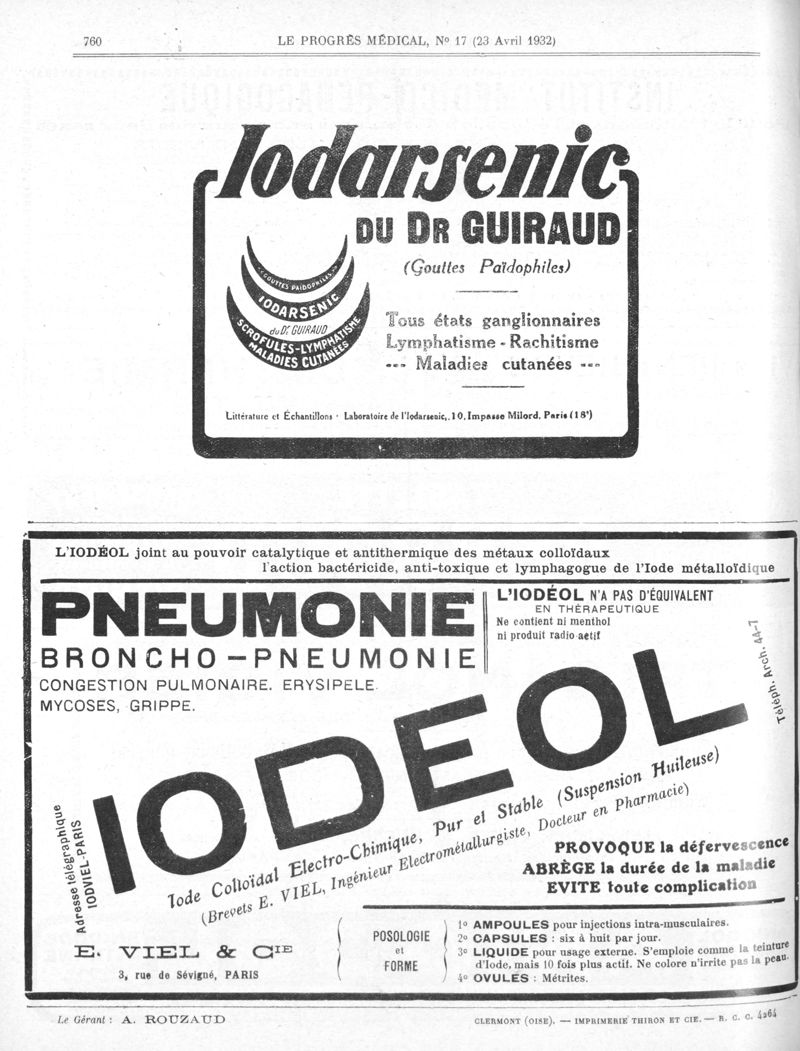 760
LE PROGRÈS MÉDICAL, No 17 (23 Avril 1932)
Iodarsenic
DU DR GUIRAUD
(Gouttes Païdophiles)
GOUTTES PAÏDOPHILES
IODARSENIC
du Dr. GUIRAUD
SCROFULES-LYMPHATISME
MALADIES CUTANÉES
Tous états ganglionnaires
Lymphatisme - Rachitisme
--- Maladies cutanées ---
Littérature et Échantillons · Laboratoire de l'Iodarsenic,.10, Impasse Milord, Paris (18e)
L'IODÉOL joint au pouvoir catalytique et antithermique des métaux colloïdaux
l'action bactéricide, anti-toxique et lymphagogue de l'Iode métalloïdique
PNEUMONIE
BRONCHO-PNEUMONIE
CONGESTION PULMONAIRE. ERYSIPELE.
MYCOSES, GRIPPE.
L'IODÉOL N'A PAS D'ÉQUIVALENT
EN THÉRAPEUTIQUE
Ne contient ni menthol
ni produit radio actif
Téléph. Arch. 44-7
IODEOL
Adresse télégraphique
IODVIEL-PARIS
Iode Colloïdal Electro-Chimique, Pur et Stable (Suspension Huileuse)
(Brevets E. VIEL, Ingénieur Electrométallurgiste, Docteur en Pharmacie)
PROVOQUE la défervescence
ABRÈGE la durée de la maladie
EVITE toute complication
E. VIEL & CIE
3, rue de Sévigné, PARIS
POSOLOGIE
et
FORME
1o AMPOULES pour injections intra-musculaires.
2o CAPSULES : six à huit par jour.
3o LIQUIDE pour usage externe. S'emploie comme la teinture
d'Iode, mais 10 fois plus actif. Ne colore n'irrite pas la peau.
4o OVULES : Métrites.
Le Gérant : A. ROUZAUD
CLERMONT (OISE). — IMPRIMERIE THIRON ET CIE. — R. C. C. 4264